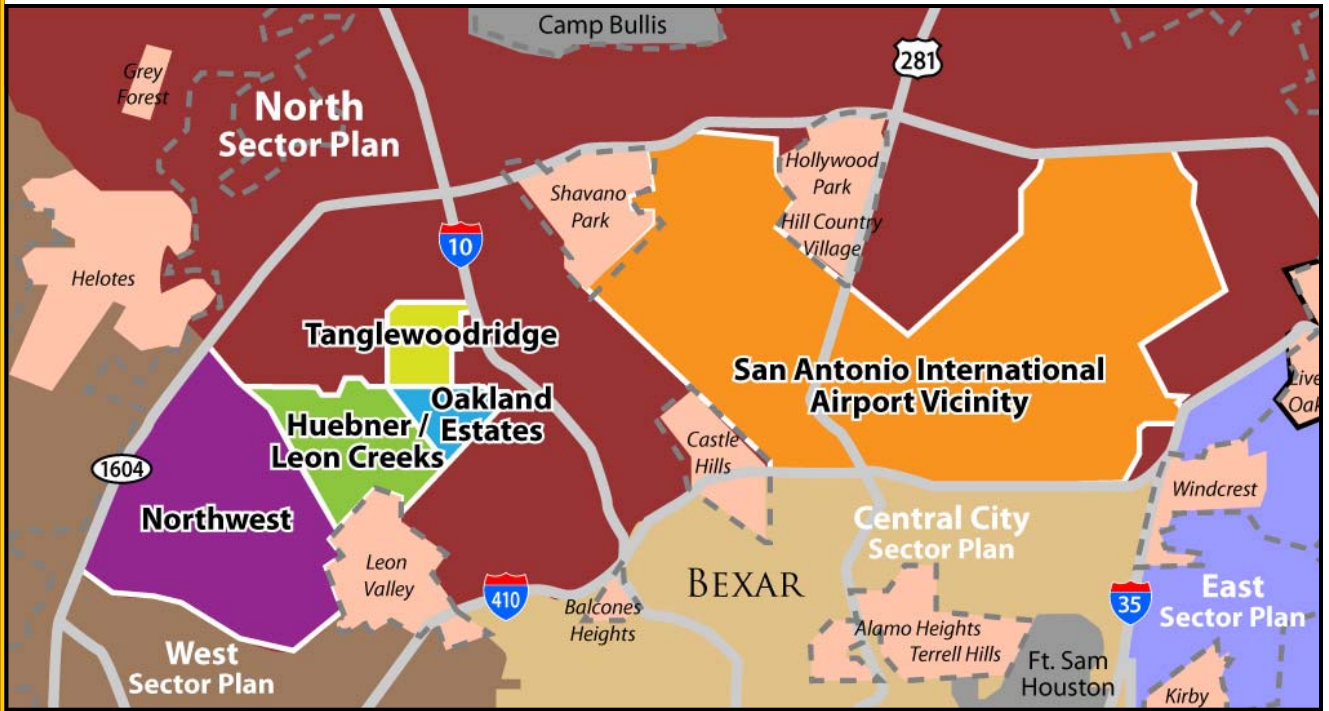 Camp Bullis
281
Grey
Forest
North
Sector Plan
Hollywood
Park
Hill Country
Village
Shavano
Park
10
Helotes
Tanglewoodridge
San Antonio International
Airport Vicinity
Live
Oak
Oakland
Estates
Huebner /
Leon Creeks
Castle
Hills
1604
Windcrest
Northwest
Central City
Sector Plan
Leon
Valley
BEXAR
410
35
East
Sector Plan
Balcones
Heights
Alamo Heights
Terrell Hills
West
Sector Plan
Ft. Sam
Houston
Kirby